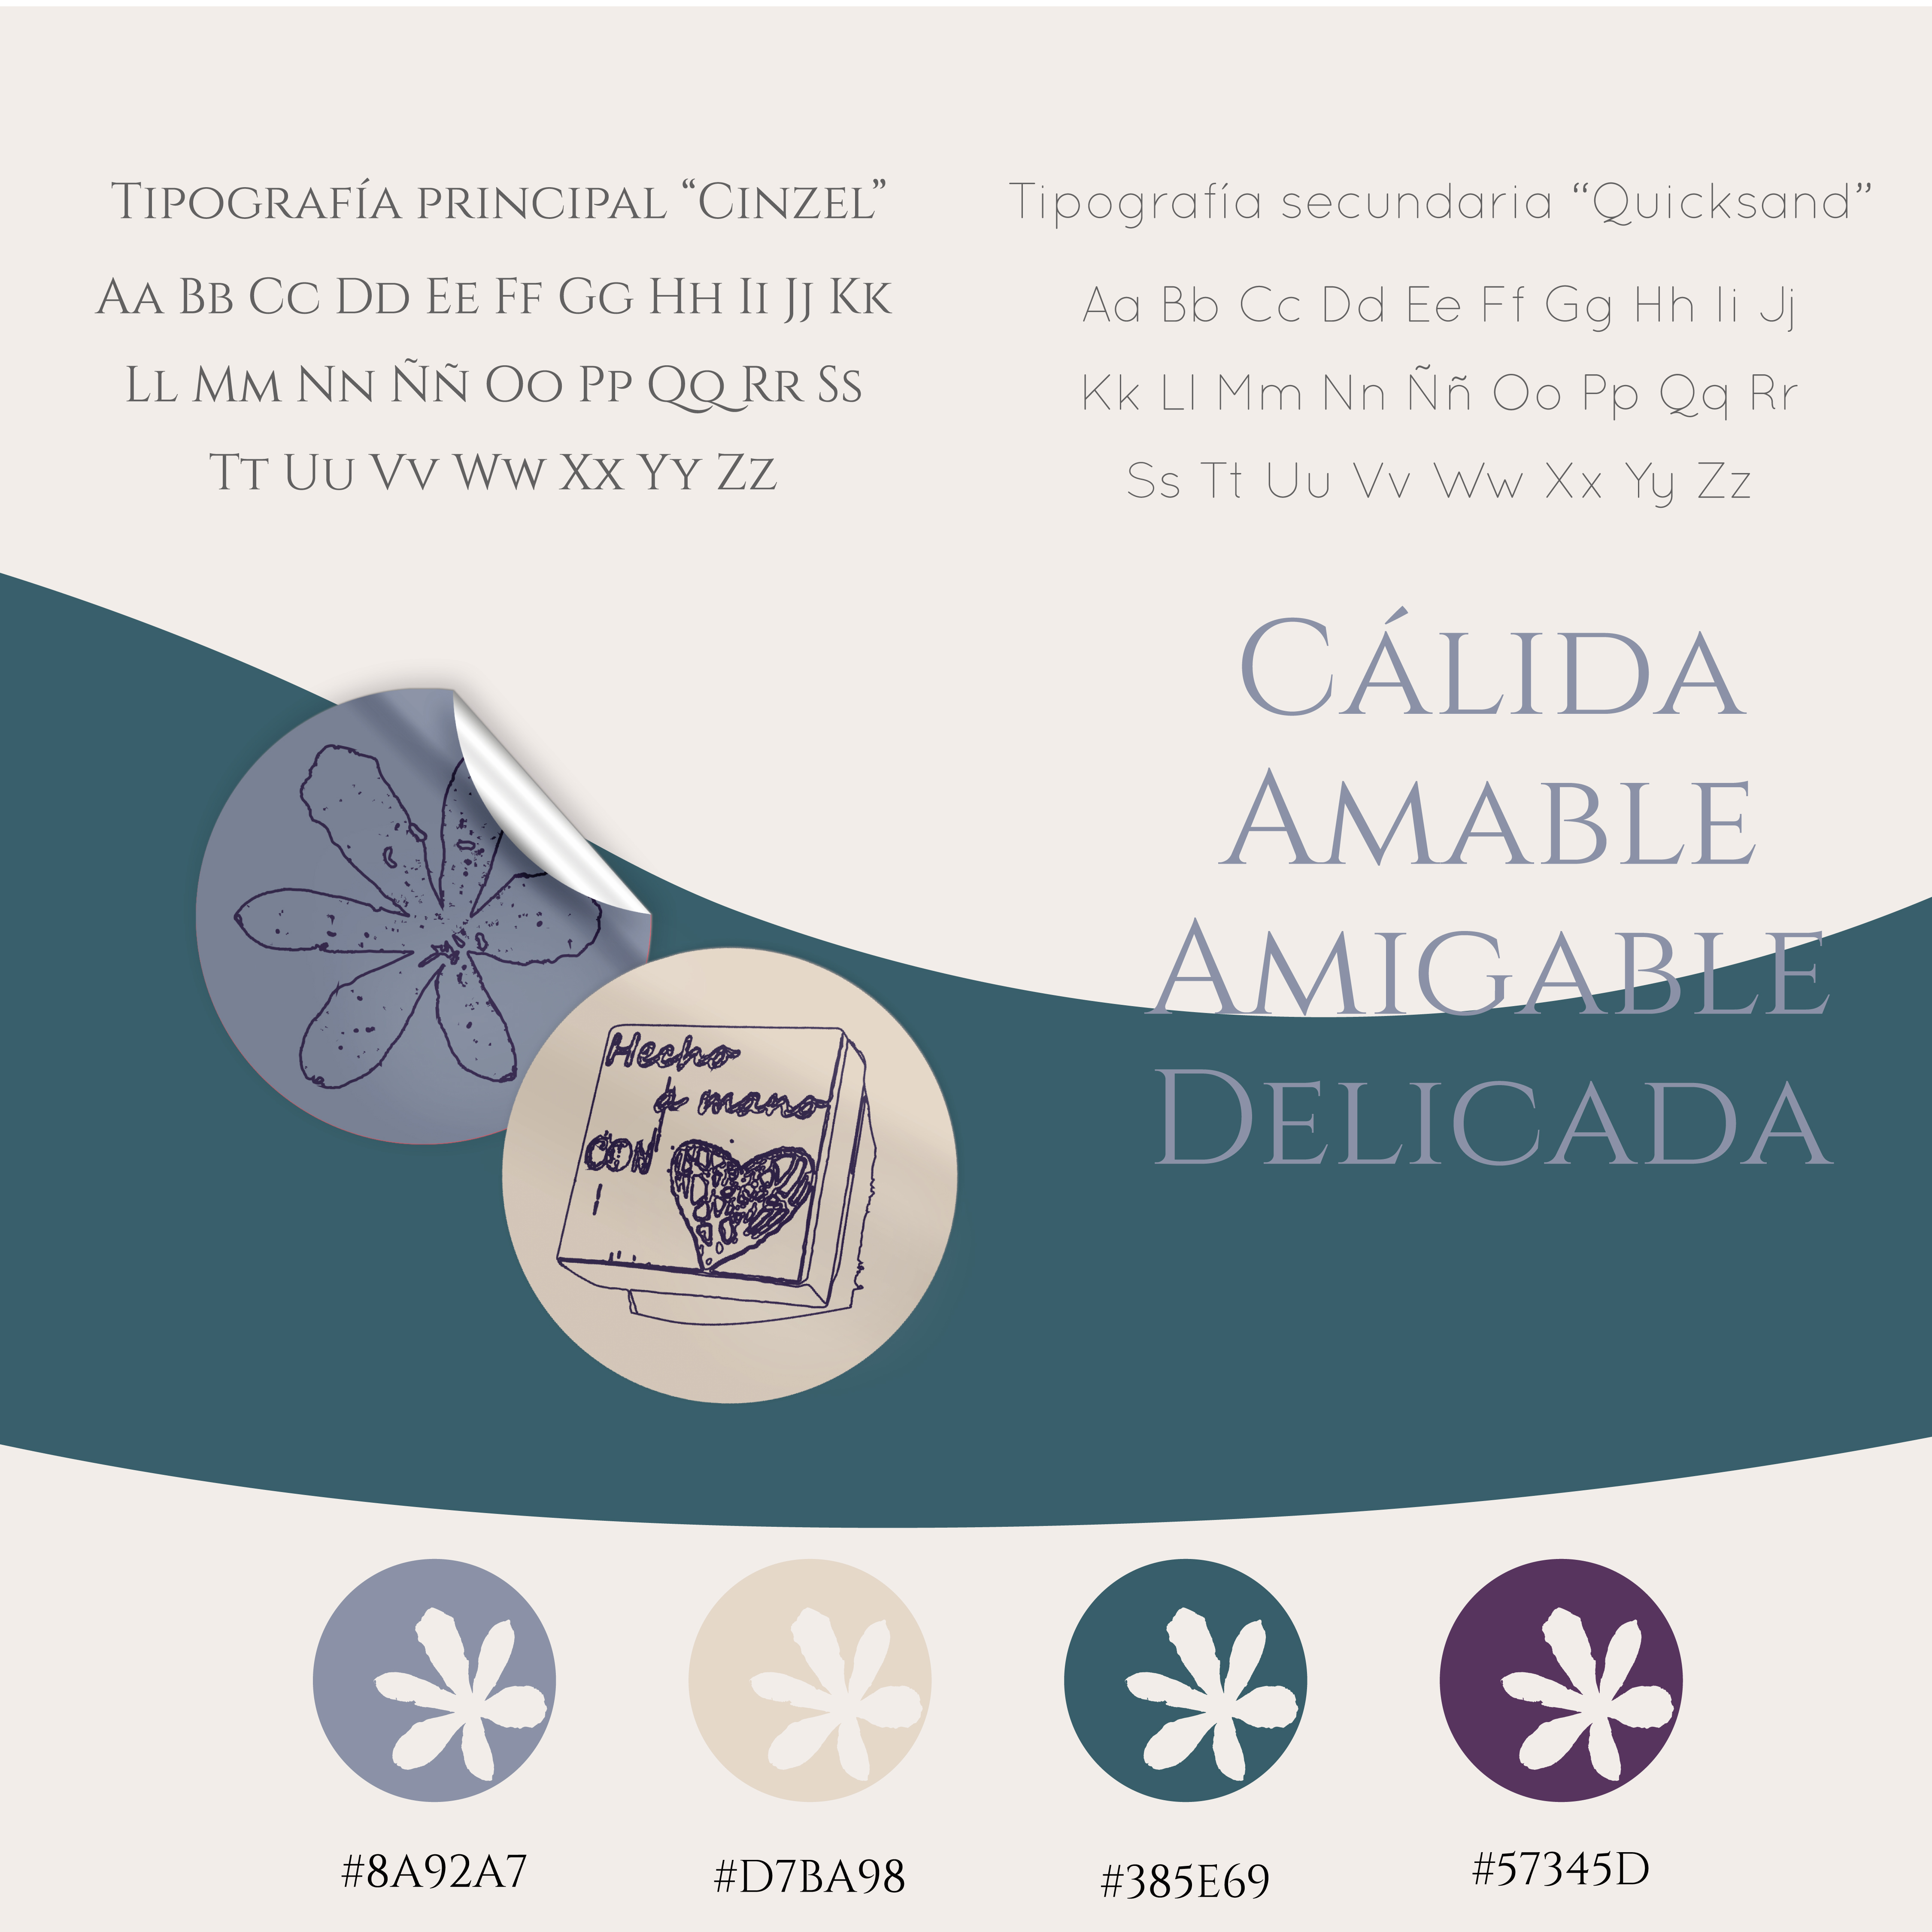 Tipografía principal “Cinzel”
Aa Bb Cc Dd Ee Ff Gg Hh Ii Jj Kk
Ll Mm Nn Ññ Oo Pp Qq Rr Ss
Tt Uu Vv Ww Xx Yy Zz
Tipografía secundaria “Quicksand”
Aa Bb Cc Dd Ee Ff Gg Hh Ii Jj
Kk Ll Mm Nn Ññ Oo Pp Qq Rr
Ss Tt Uu Vv Ww Xx Yy Zz
Cálida
Amable
Amigable
Delicada
Hecho
a mano
CON
#8A92A7
#D7BA98
#385E69
#57345D